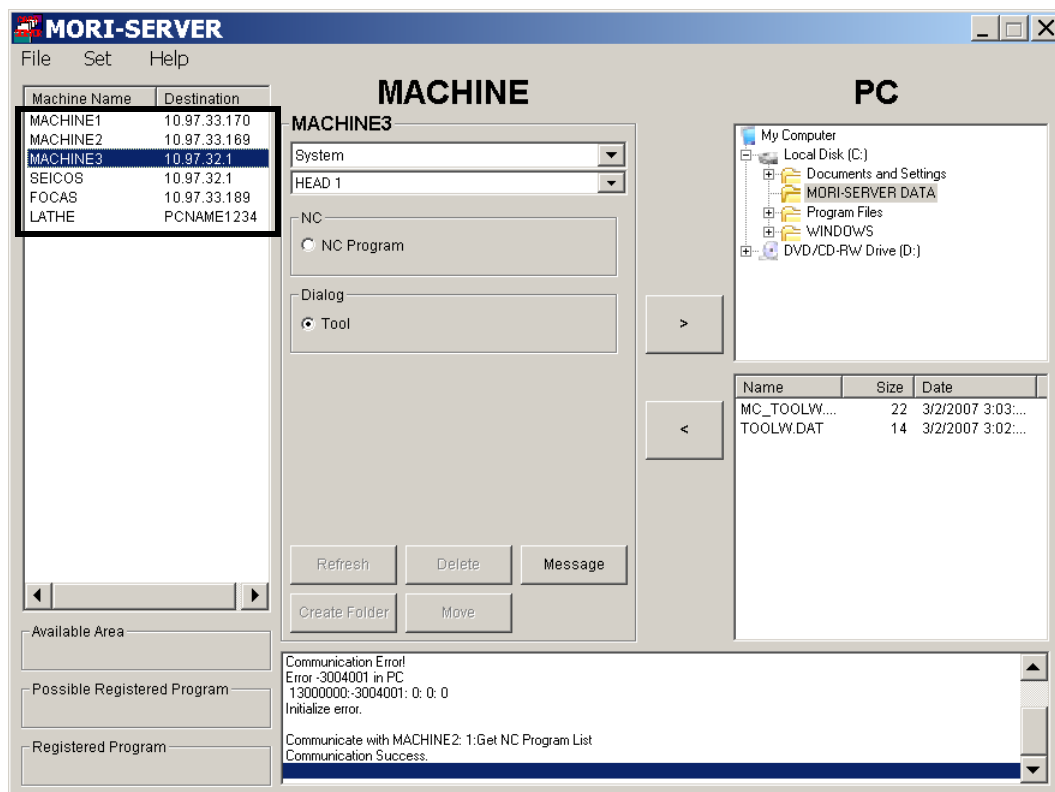 MORI-SERVER
File Set Help
MACHINE
PC
Machine Name Destination
MACHINE1 10.97.33.170
MACHINE2 10.97.33.169
MACHINE3 10.97.32.1
SEICOS 10.97.32.1
FOCAS 10.97.33.189
LATHE PCNAME1234
MACHINE3
System
HEAD 1
NC
NC Program
Dialog
Tool
>
<
My Computer
Local Disk (C:)
Documents and Settings
MORI-SERVER DATA
Program Files
WINDOWS
DVD/CD-RW Drive (D:)
Name Size Date
MC_TOOLW.... 22 3/2/2007 3:03:...
TOOLW.DAT 14 3/2/2007 3:02:...
Refresh Delete Message
Create Folder Move
Available Area
Possible Registered Program
Registered Program
Communication Error!
Error -3004001 in PC
13000000:-3004001: 0: 0: 0
Initialize error.
Communicate with MACHINE2: 1:Get NC Program List
Communication Success.